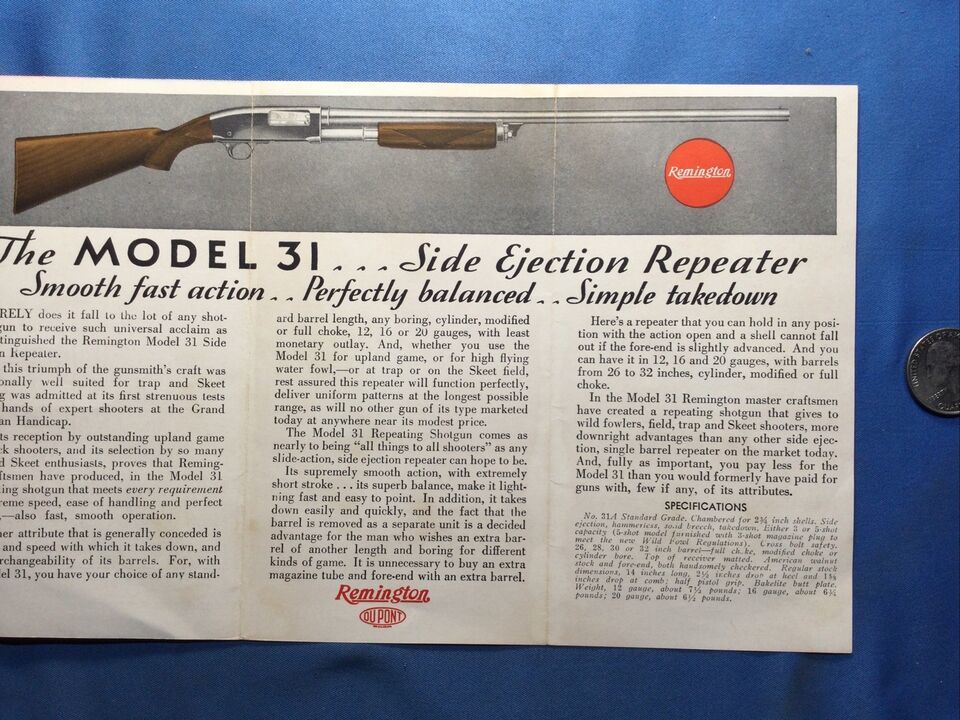 Remington
The MODEL 31 . . . . Side Ejection Repeater
Smooth fast action . . Perfectly balanced . . Simple takedown
RELY does it fall to the lot of any shot-
gun to receive such universal acclaim as
tinguished the Remington Model 31 Side
n Repeater.
this triumph of the gunsmith's craft was
onally well suited for trap and Skeet
g was admitted at its first strenuous tests
hands of expert shooters at the Grand
an Handicap.
ts reception by outstanding upland game
ck shooters, and its selection by so many
d Skeet enthusiasts, proves that Reming-
ftsmen have produced, in the Model 31
ing shotgun that meets every requirement
reme speed, ease of handling and perfect
,—also fast, smooth operation.
her attribute that is generally conceded is
and speed with which it takes down, and
rchangeability of its barrels. For, with
el 31, you have your choice of any stand-
ard barrel length, any boring, cylinder, modified
or full choke, 12, 16 or 20 gauges, with least
monetary outlay. And, whether you use the
Model 31 for upland game, or for high flying
water fowl,—or at trap or on the Skeet field,
rest assured this repeater will function perfectly,
deliver uniform patterns at the longest possible
range, as will no other gun of its type marketed
today at anywhere near its modest price.
The Model 31 Repeating Shotgun comes as
nearly to being "all things to all shooters" as any
slide-action, side ejection repeater can hope to be.
Its supremely smooth action, with extremely
short stroke . . . its superb balance, make it light-
ning fast and easy to point. In addition, it takes
down easily and quickly, and the fact that the
barrel is removed as a separate unit is a decided
advantage for the man who wishes an extra bar-
rel of another length and boring for different
kinds of game. It is unnecessary to buy an extra
magazine tube and fore-end with an extra barrel.
Remington
DU PONT
Here's a repeater that you can hold in any posi-
tion with the action open and a shell cannot fall
out if the fore-end is slightly advanced. And you
can have it in 12, 16 and 20 gauges, with barrels
from 26 to 32 inches, cylinder, modified or full
choke.
In the Model 31 Remington master craftsmen
have created a repeating shotgun that gives to
wild fowlers, field, trap and Skeet shooters, more
downright advantages than any other side ejec-
tion, single barrel repeater on the market today.
And, fully as important, you pay less for the
Model 31 than you would formerly have paid for
guns with, few if any, of its attributes.
SPECIFICATIONS
No. 31A Standard Grade. Chambered for 2¾ inch shells. Side
ejection, hammerless, solid breech, takedown. Either 3 or 5-shot
capacity (5-shot model furnished with 3-shot magazine plug to
meet the new Wild Fowl Regulations). Cross bolt safety.
26, 28, 30 or 32 inch barrel—full choke, modified choke or
cylinder bore. Top of receiver matted. American walnut
stock and fore-end, both handsomely checkered. Regular stock
dimensions, 14 inches long, 2½ inches drop at heel and 1⅝
inches drop at comb; half pistol grip. Bakelite butt plate.
Weight, 12 gauge, about 7½ pounds; 16 gauge, about 6¾
pounds; 20 gauge, about 6½ pounds.